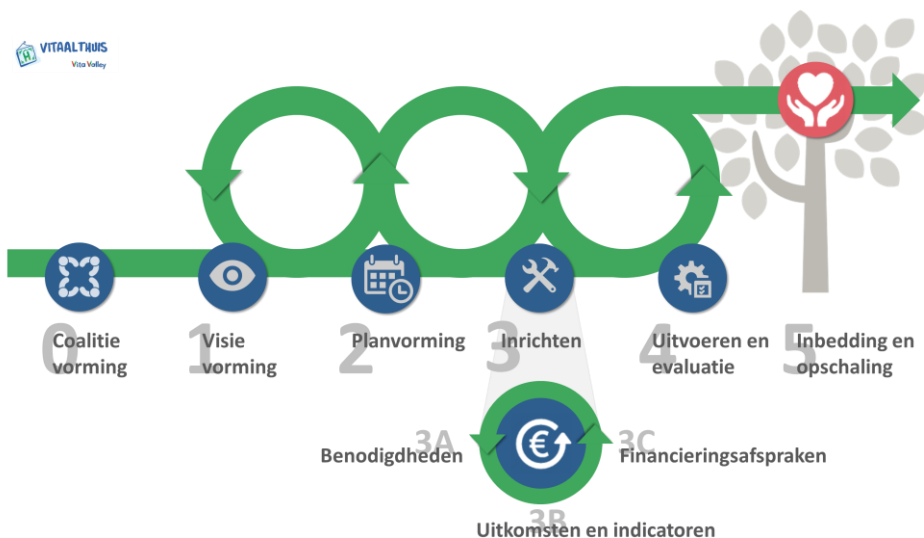 VITAALTHUIS
Vita Valley
0 Coalitie
vorming
1 Visie
vorming
2 Planvorming
3 Inrichten
4 Uitvoeren en
evaluatie
5 Inbedding en
opschaling
3A
Benodigdheden
3B
Uitkomsten en indicatoren
3C
Financieringsafspraken